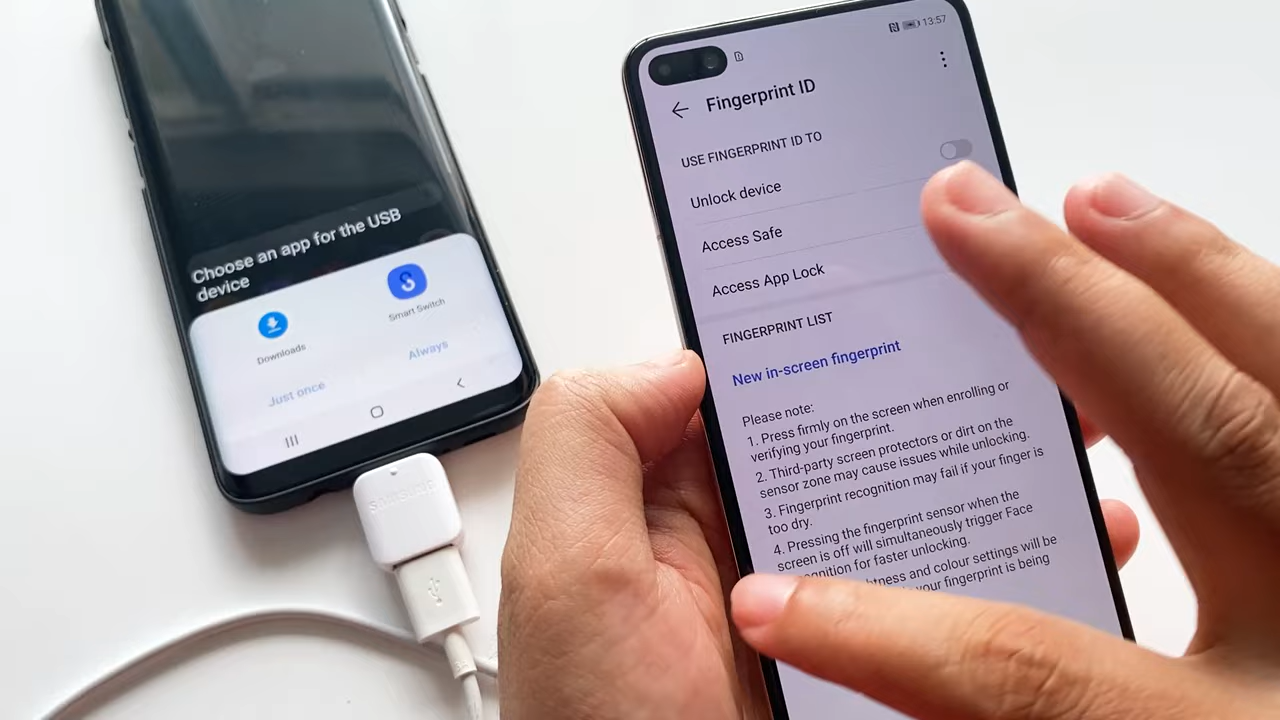 Choose an app for the USB
device
Downloads
Smart Switch
Just once
Always
SAMSUNG
13:57
Fingerprint ID
USE FINGERPRINT ID TO
Unlock device
Access Safe
Access App Lock
FINGERPRINT LIST
New in-screen fingerprint
Please note:
1. Press firmly on the screen when enrolling or
verifying your fingerprint.
2. Third-party screen protectors or dirt on the
sensor zone may cause issues while unlocking.
3. Fingerprint recognition may fail if your finger is
too dry.
4. Pressing the fingerprint sensor when the
screen is off will simultaneously trigger Face
for faster unlocking.
and colour settings will be
your fingerprint is being